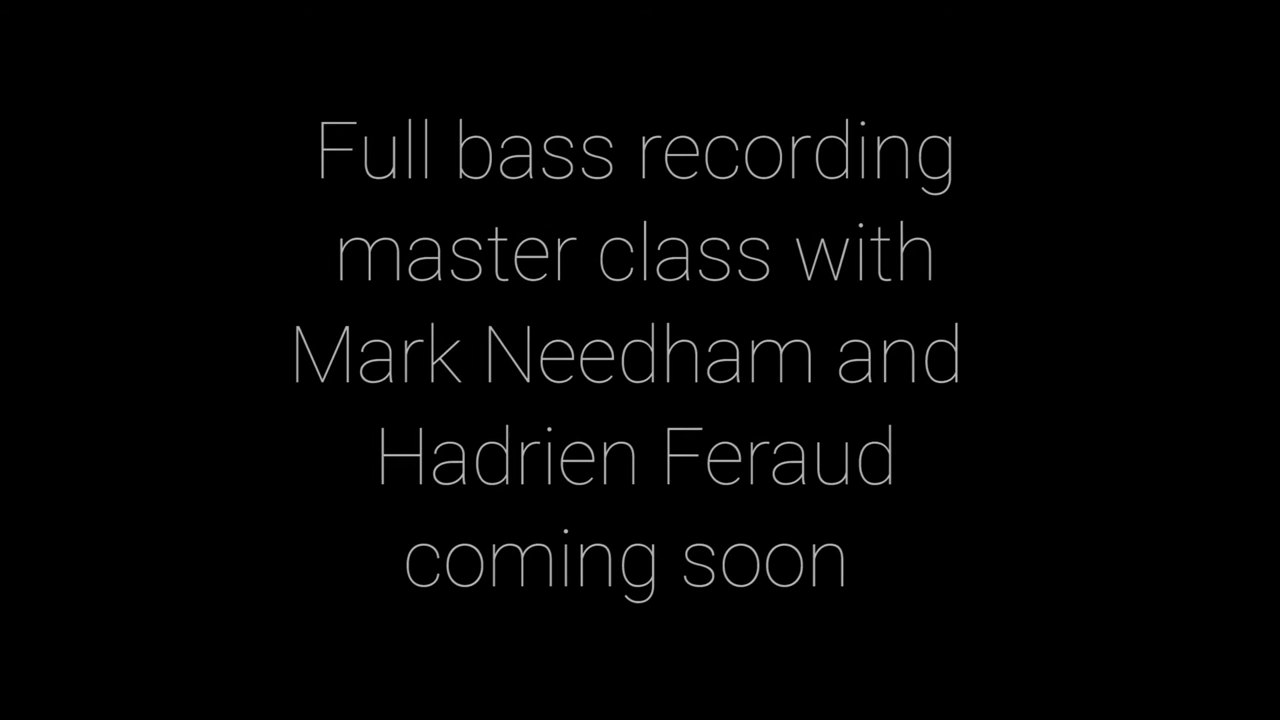 Full bass recording
master class with
Mark Needham and
Hadrien Feraud
coming soon